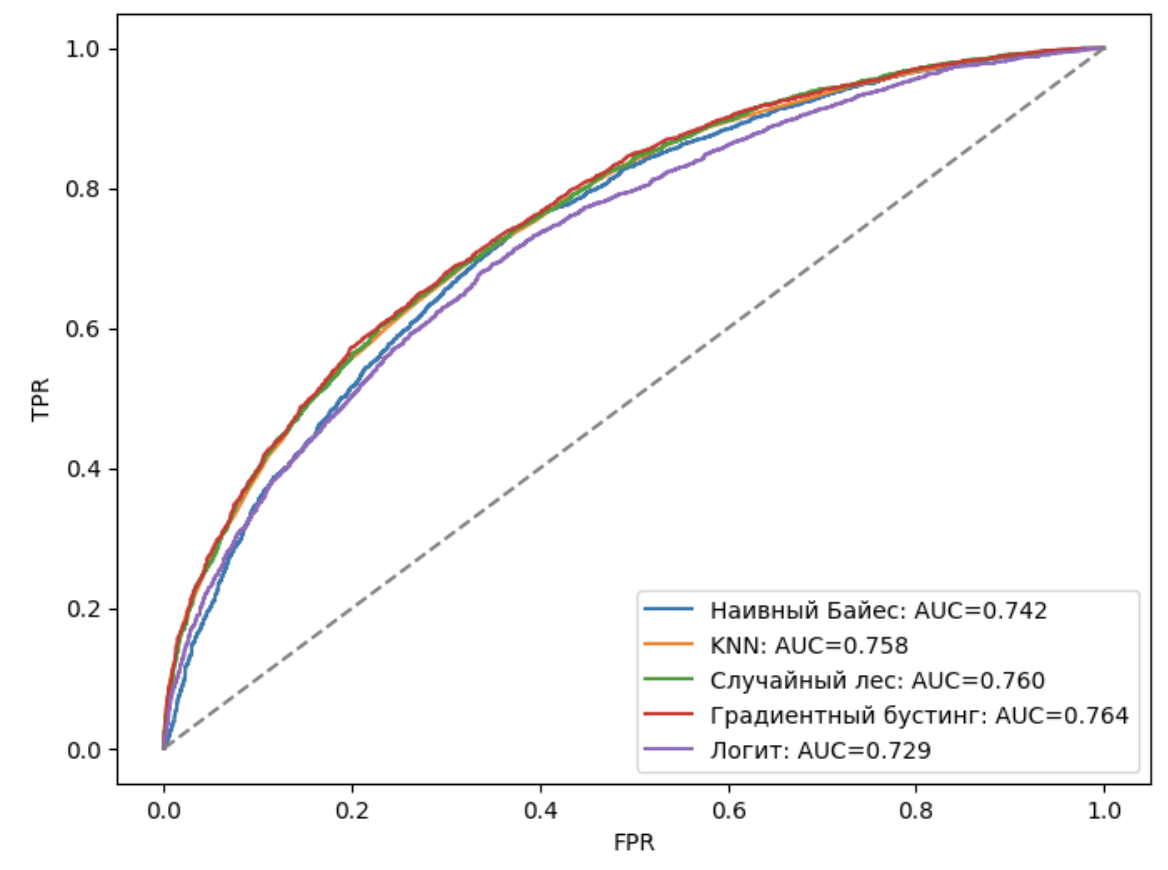 1.0
0.8
0.6
0.4
0.2
0.0
TPR
0.0 0.2 0.4 0.6 0.8 1.0
FPR
Наивный Байес: AUC=0.742
KNN: AUC=0.758
Случайный лес: AUC=0.760
Градиентный бустинг: AUC=0.764
Логит: AUC=0.729